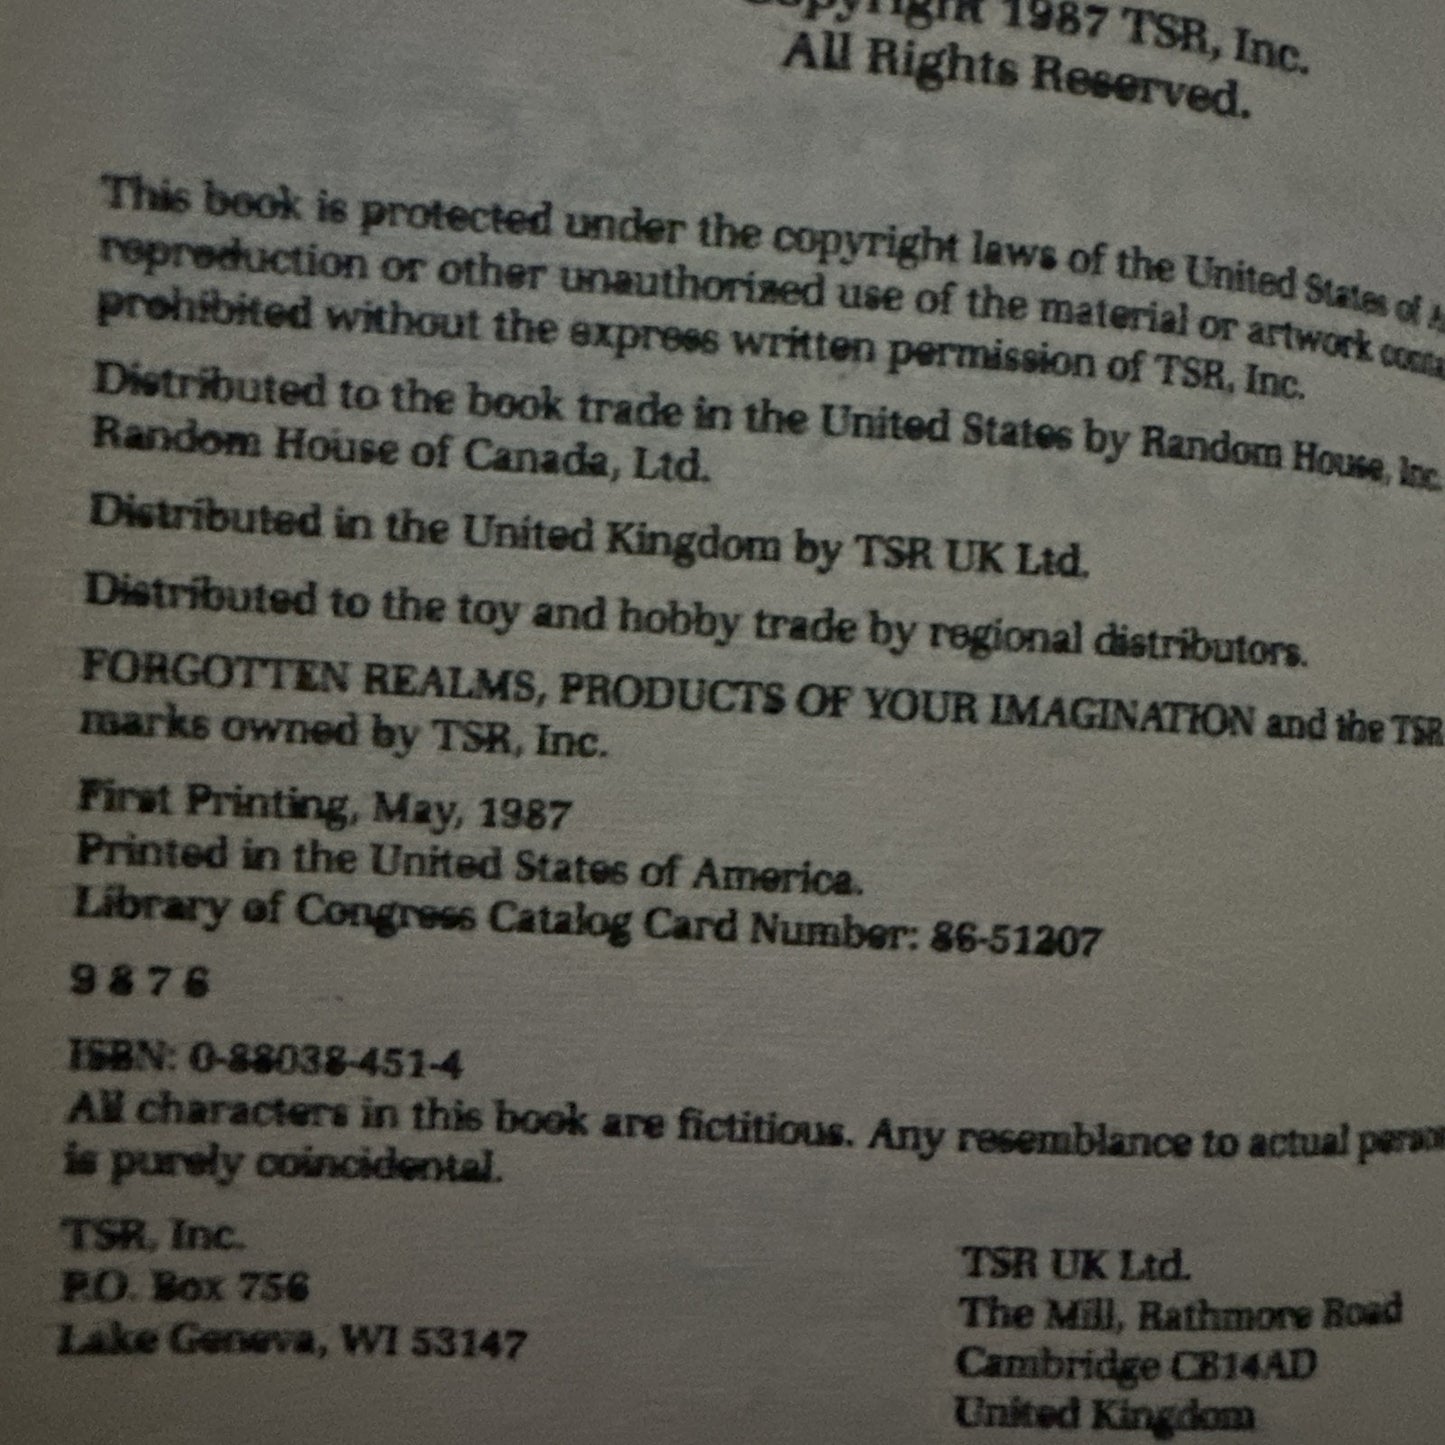 Copyright 1987 TSR, Inc.
All Rights Reserved.
This book is protected under the copyright laws of the United States of
reproduction or other unauthorized use of the material or artwork
prohibited without the express written permission of TSR, Inc.
Distributed to the book trade in the United States by Random House, Inc.
Random House of Canada, Ltd.
Distributed in the United Kingdom by TSR UK Ltd.
Distributed to the toy and hobby trade by regional distributors.
FORGOTTEN REALMS, PRODUCTS OF YOUR IMAGINATION and the TSR
marks owned by TSR, Inc.
First Printing, May, 1987
Printed in the United States of America.
Library of Congress Catalog Card Number: 86-51207
9 8 7 6
ISBN: 0-88038-451-4
All characters in this book are fictitious. Any resemblance to actual
is purely coincidental.
TSR, Inc.
P.O. Box 756
Lake Geneva, WI 53147
TSR UK Ltd.
The Mill, Rathmore Road
Cambridge CB14AD
United Kingdom